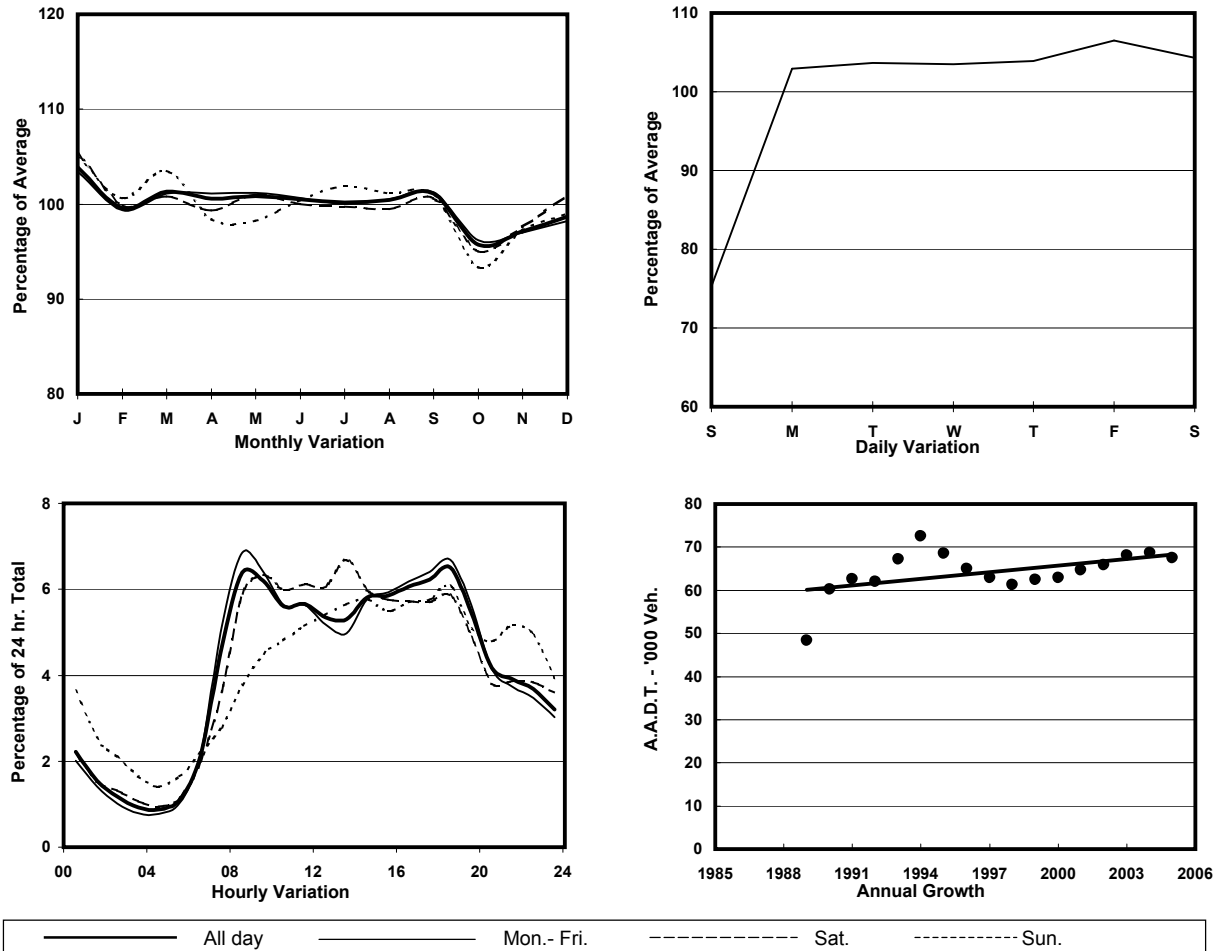 120
110
100
90
80
Percentage of Average
J F M A M J J A S O N D
Monthly Variation
110
100
90
80
70
60
Percentage of Average
S M T W T F S
Daily Variation
8
6
4
2
0
Percentage of 24 hr. Total
00 04 08 12 16 20 24
Hourly Variation
80
70
60
50
40
30
20
10
0
A.A.D.T. - '000 Veh.
1985 1988 1991 1994 1997 2000 2003 2006
Annual Growth
All day Mon.- Fri. Sat. Sun.